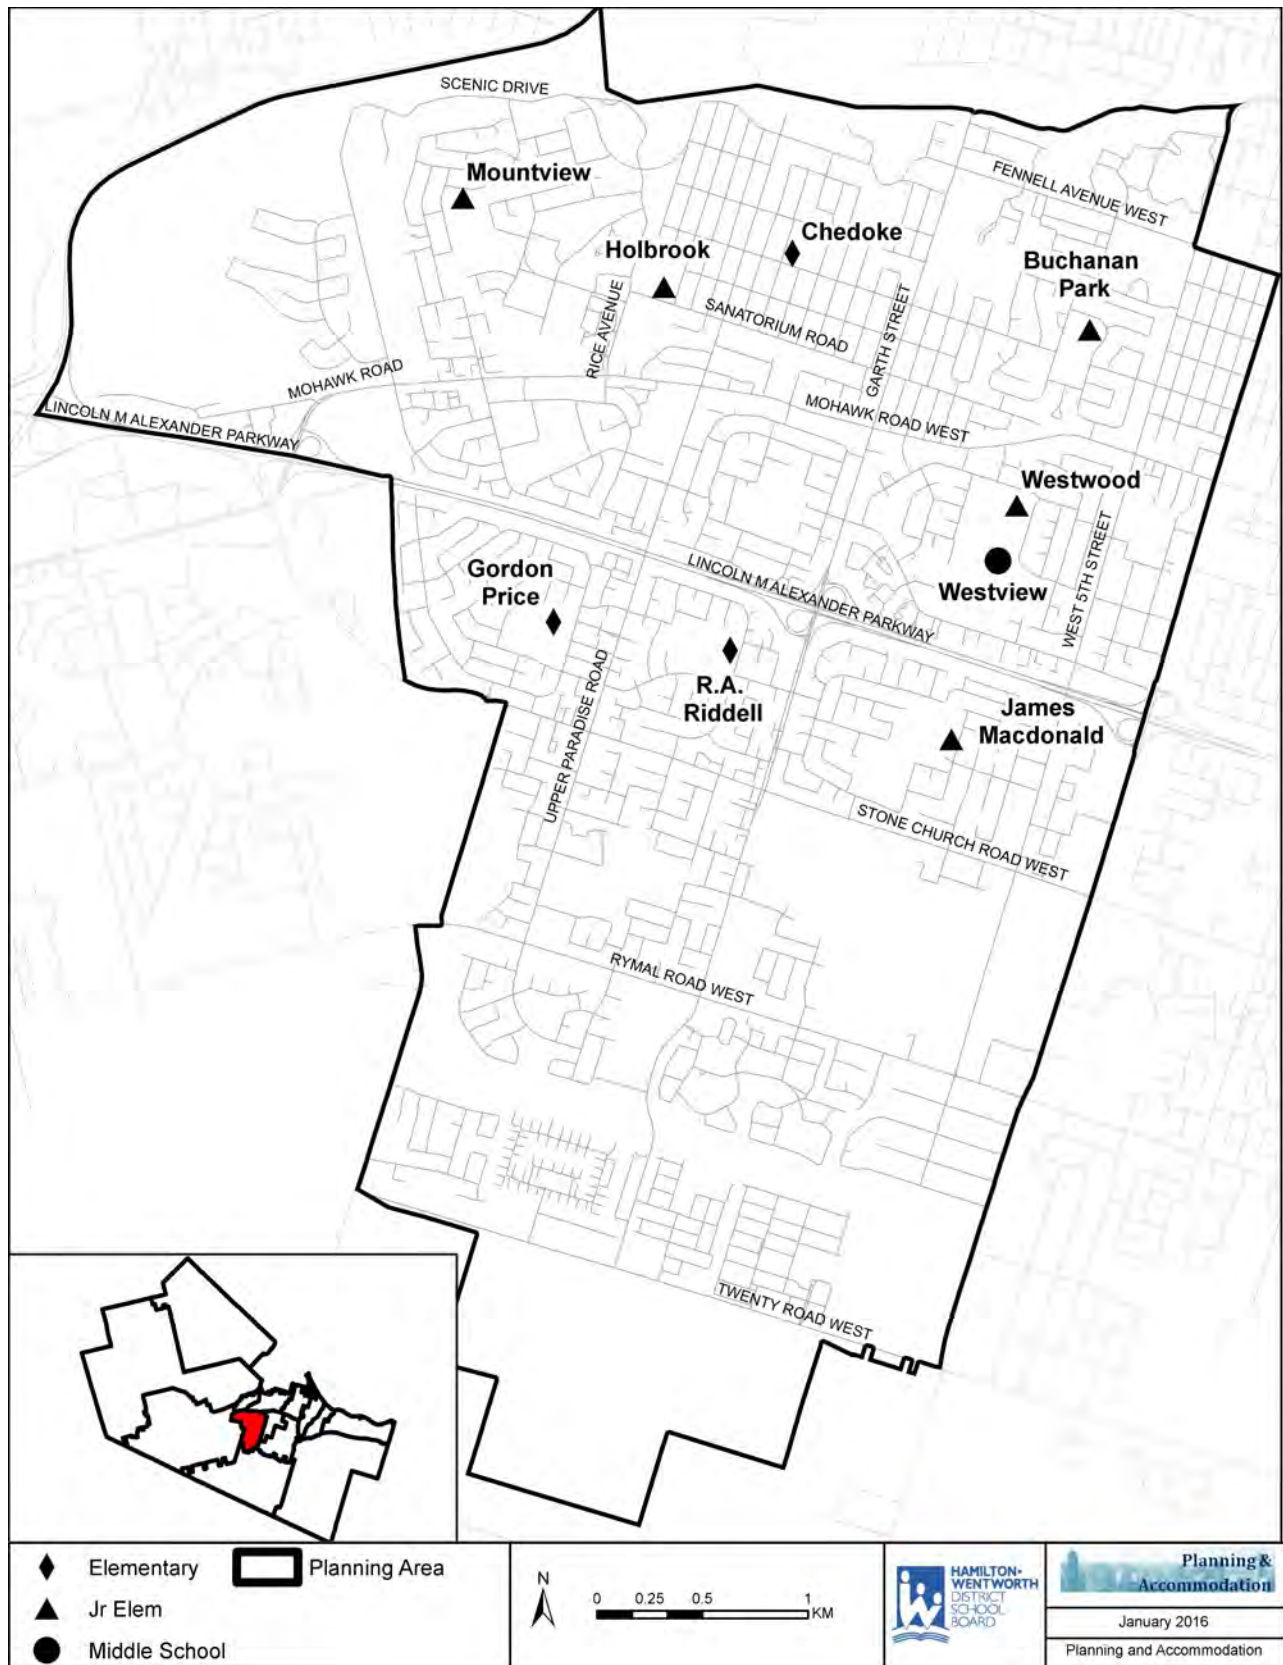 SCENIC DRIVE
Mountview
FENNELL AVENUE WEST
Chedoke
Holbrook
Buchanan
Park
RICE AVENUE
SANATORIUM ROAD
GARTH STREET
MOHAWK ROAD
LINCOLN M ALEXANDER PARKWAY
MOHAWK ROAD WEST
Westwood
WEST 5TH STREET
Gordon
Price
LINCOLN M ALEXANDER PARKWAY
Westview
UPPER PARADISE ROAD
R.A.
Riddell
James
Macdonald
STONE CHURCH ROAD WEST
RYMAL ROAD WEST
TWENTY ROAD WEST
Elementary
Planning Area
Jr Elem
Middle School
N
0 0.25 0.5 1
KM
HAMILTON-
WENTWORTH
DISTRICT
SCHOOL
BOARD
Planning &
Accommodation
January 2016
Planning and Accommodation